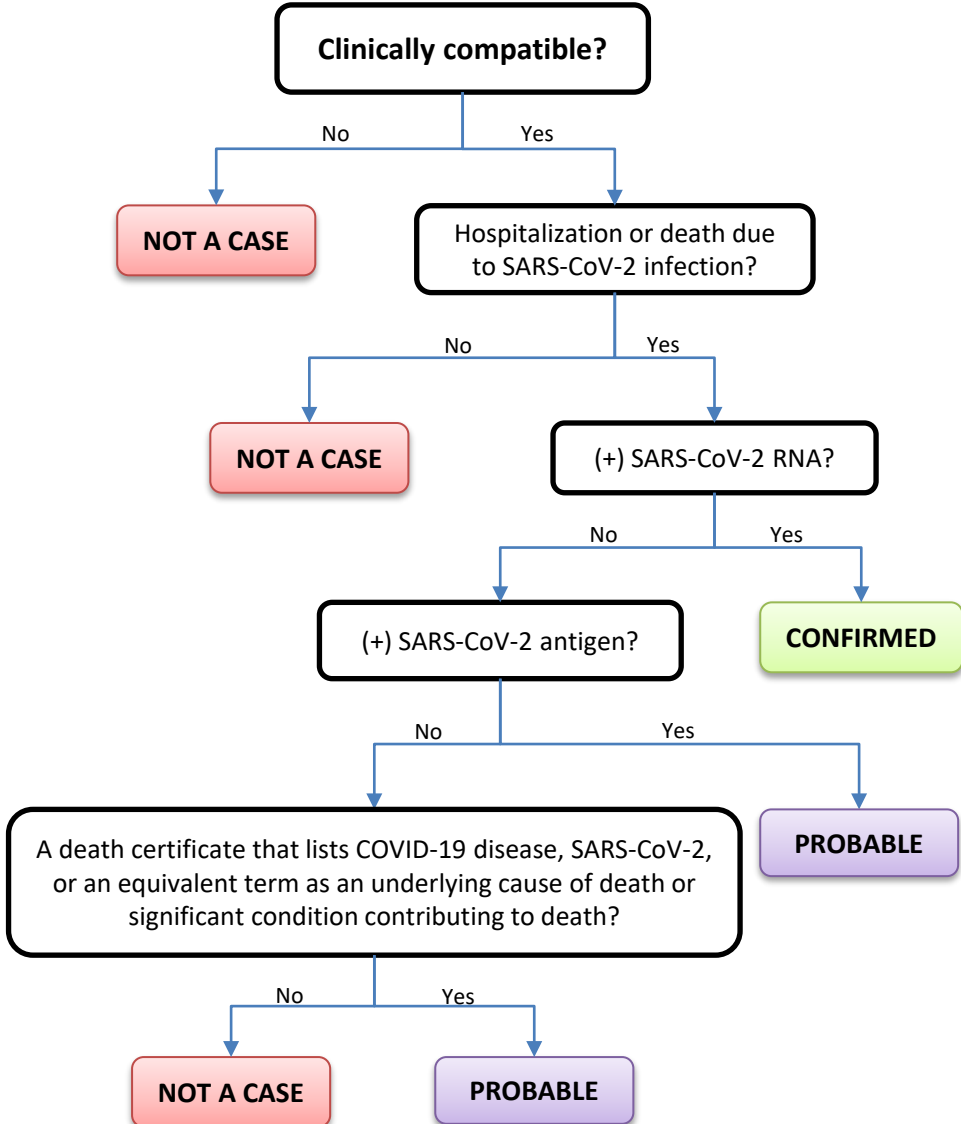 Clinically compatible?
No
Yes
NOT A CASE
Hospitalization or death due
to SARS-CoV-2 infection?
No
Yes
NOT A CASE
(+) SARS-CoV-2 RNA?
No
Yes
(+) SARS-CoV-2 antigen?
CONFIRMED
No
Yes
A death certificate that lists COVID-19 disease, SARS-CoV-2,
or an equivalent term as an underlying cause of death or
significant condition contributing to death?
PROBABLE
No
Yes
NOT A CASE
PROBABLE